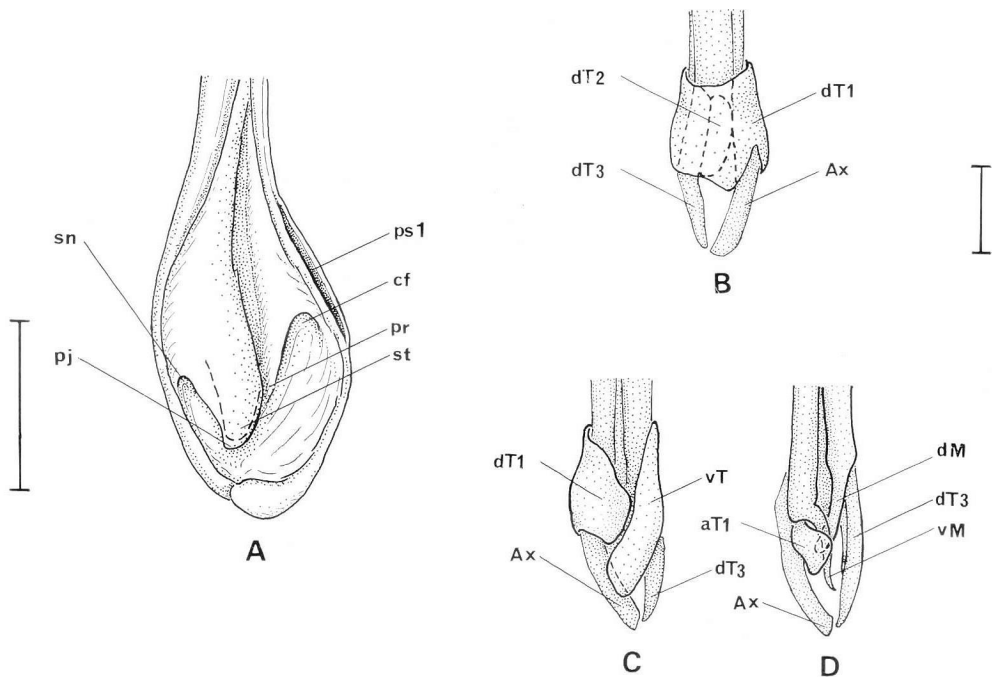 sn
pj
ps1
cf
pr
st
A
dT2
dT1
dT3
Ax
B
dT1
vT
Ax
dT3
C
dM
dT3
aT1
vM
Ax
D